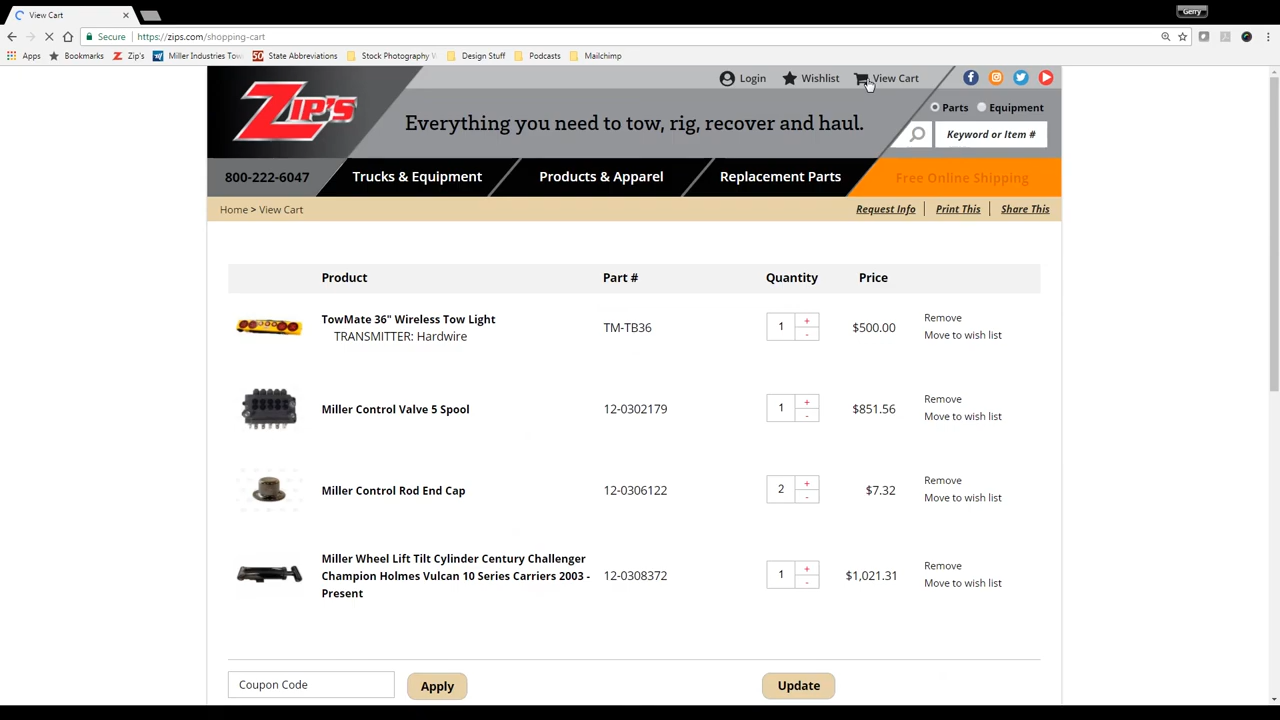 View Cart
Gerry
Secure
https://zips.com/shopping-cart
Apps
Bookmarks
Zip's
Miller Industries Tow
State Abbreviations
Stock Photography
Design Stuff
Podcasts
Mailchimp
ZIP'S
Login
Wishlist
View Cart
Everything you need to tow, rig, recover and haul.
Parts
Equipment
Keyword or Item #
800-222-6047
Trucks & Equipment
Products & Apparel
Replacement Parts
Free Online Shipping
Home > View Cart
Request Info
Print This
Share This
Product
Part #
Quantity
Price
TowMate 36" Wireless Tow Light
TRANSMITTER: Hardwire
TM-TB36
1
+
-
$500.00
Remove
Move to wish list
Miller Control Valve 5 Spool
12-0302179
1
+
-
$851.56
Remove
Move to wish list
Miller Control Rod End Cap
12-0306122
2
+
-
$7.32
Remove
Move to wish list
Miller Wheel Lift Tilt Cylinder Century Challenger
Champion Holmes Vulcan 10 Series Carriers 2003 -
Present
12-0308372
1
+
-
$1,021.31
Remove
Move to wish list
Coupon Code
Apply
Update